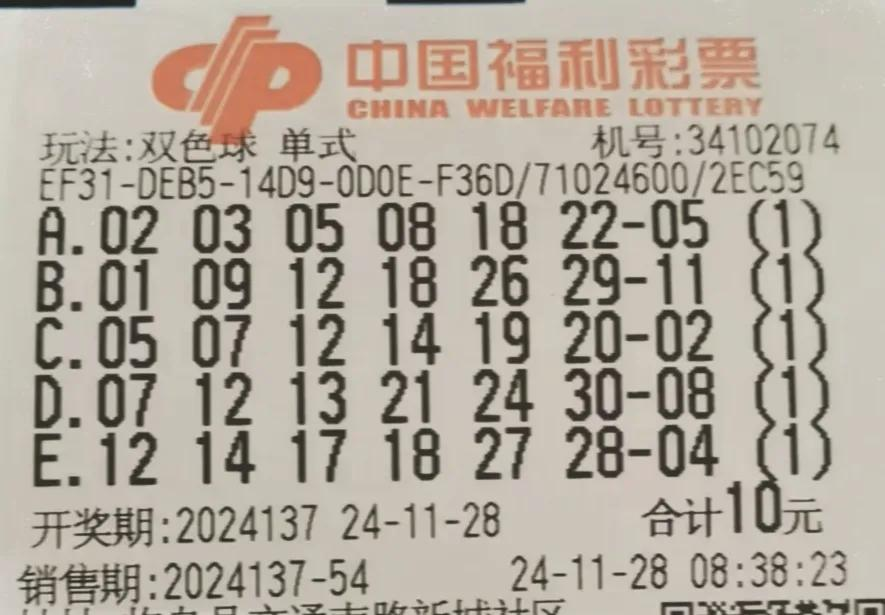 中国福利彩票
CHINA WELFARE LOTTERY
玩法:双色球 单式 机号:34102074
EF31-DEB5-14D9-0D0E-F36D/71024600/2EC59
A.02 03 05 08 18 22-05 (1)
B.01 09 12 18 26 29-11 (1)
C.05 07 12 14 19 20-02 (1)
D.07 12 13 21 24 30-08 (1)
E.12 14 17 18 27 28-04 (1)
开奖期:2024137 24-11-28 合计10元
销售期:2024137-54 24-11-28 08:38:23